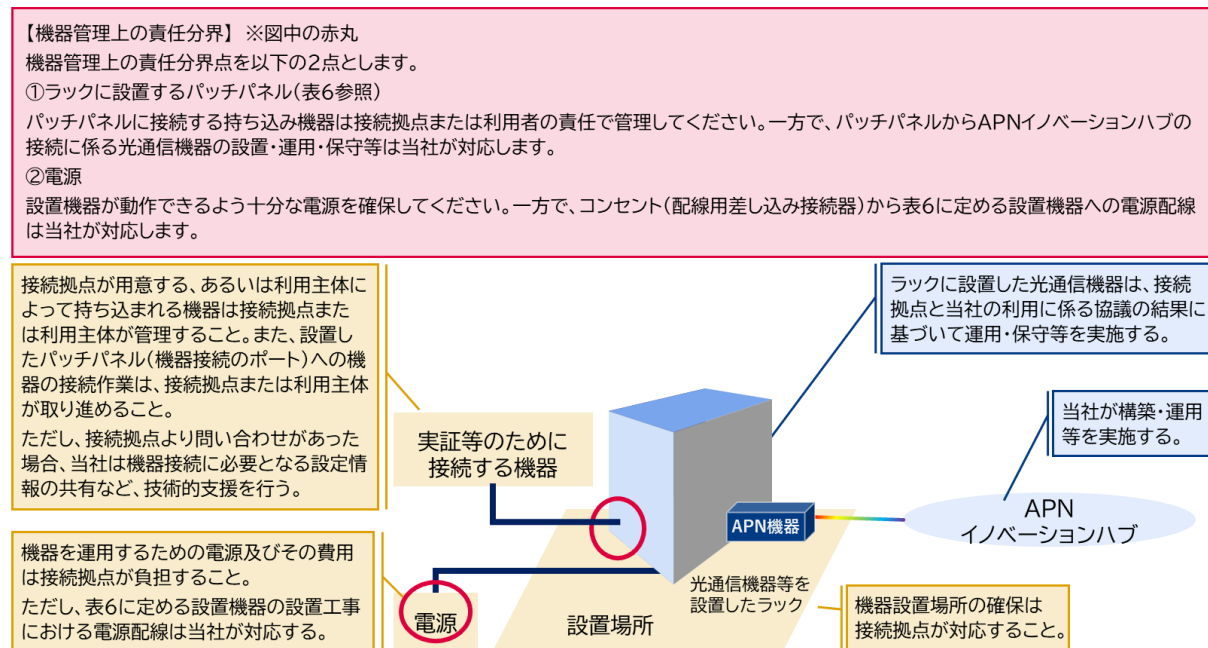 【機器管理上の責任分界】 ※図中の赤丸
機器管理上の責任分界点を以下の2点とします。
①ラックに設置するパッチパネル(表6参照)
パッチパネルに接続する持ち込み機器は接続拠点または利用者の責任で管理してください。一方で、パッチパネルからAPNイノベーションハブの
接続に係る光通信機器の設置・運用・保守等は当社が対応します。
②電源
設置機器が動作できるよう十分な電源を確保してください。一方で、コンセント(配線用差し込み接続器)から表6に定める設置機器への電源配線
は当社が対応します。
接続拠点が用意する、あるいは利用主体に
よって持ち込まれる機器は接続拠点また
は利用主体が管理すること。また、設置し
たパッチパネル(機器接続のポート)への機
器の接続作業は、接続拠点または利用主体
が取り進めること。
ただし、接続拠点より問い合わせがあった
場合、当社は機器接続に必要となる設定情
報の共有など、技術的支援を行う。
ラックに設置した光通信機器は、接続
拠点と当社の利用に係る協議の結果に
基づいて運用・保守等を実施する。
当社が構築・運用
等を実施する。
実証等のために
接続する機器
APN機器
APN
イノベーションハブ
機器を運用するための電源及びその費用
は接続拠点が負担すること。
ただし、表6に定める設置機器の設置工事
における電源配線は当社が対応する。
電源
設置場所
光通信機器等を
設置したラック
機器設置場所の確保は
接続拠点が対応すること。